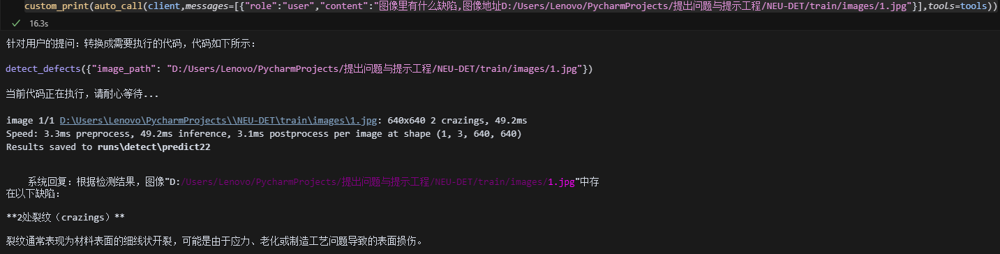 custom_print(auto_call(client,messages=[{"role":"user","content":"图像里有什么缺陷,图像地址D:/Users/Lenovo/PycharmProjects/提出问题与提示工程/NEU-DET/train/images/1.jpg"}],tools=tools))
16.3s
针对用户的提问：转换成需要执行的代码，代码如下所示：
detect_defects({"image_path": "D:/Users/Lenovo/PycharmProjects/提出问题与提示工程/NEU-DET/train/images/1.jpg"})
当前代码正在执行，请耐心等待...
image 1/1 D:\Users\Lenovo\PycharmProjects\\NEU-DET\train\images\1.jpg: 640x640 2 crazings, 49.2ms
Speed: 3.3ms preprocess, 49.2ms inference, 3.1ms postprocess per image at shape (1, 3, 640, 640)
Results saved to runs\detect\predict22
系统回复：根据检测结果，图像"D:/Users/Lenovo/PycharmProjects/提出问题与提示工程/NEU-DET/train/images/1.jpg"中存
在以下缺陷：
**2处裂纹（crazings）**
裂纹通常表现为材料表面的细线状开裂，可能是由于应力、老化或制造工艺问题导致的表面损伤。